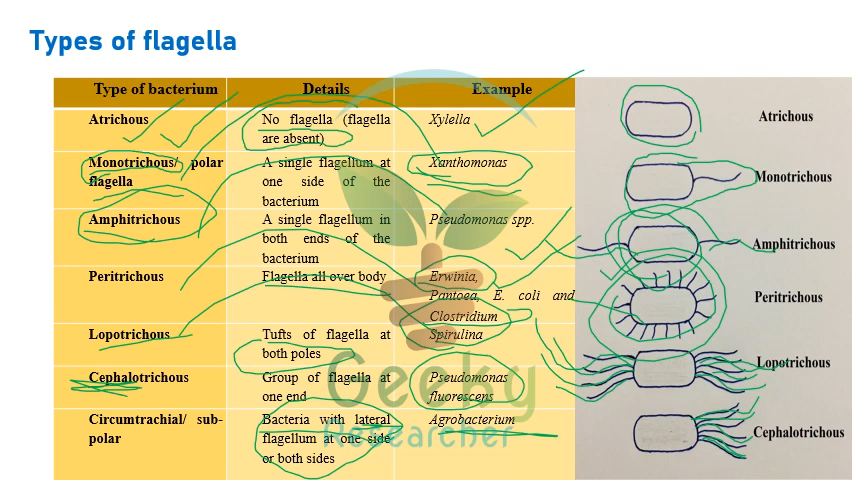 Types of flagella
Type of bacterium Details Example
Atrichous No flagella (flagella are absent) Xylella
Monotrichous/ polar flagella A single flagellum at one side of the bacterium Xanthomonas
Amphitrichous A single flagellum in both ends of the bacterium Pseudomonas spp.
Peritrichous Flagella all over body Erwinia, Pantoea, E. coli and Clostridium
Lopotrichous Tufts of flagella at both poles Spirulina
Cephalotrichous Group of flagella at one end Pseudomonas fluorescens
Circumtrachial/ sub-polar Bacteria with lateral flagellum at one side or both sides Agrobacterium
Atrichous
Monotrichous
Amphitrichous
Peritrichous
Lopotrichous
Cephalotrichous
Geeky
Researcher